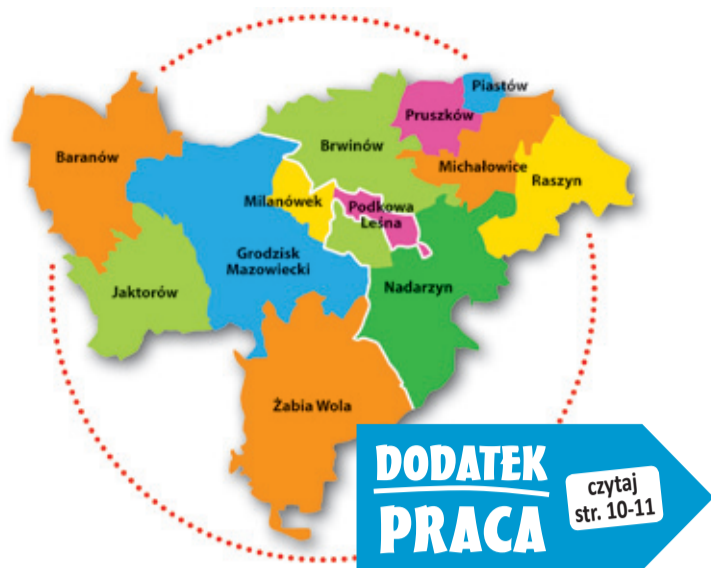 Piastów
Pruszków
Brwinów
Baranów
Michałowice
Raszyn
Milanówek
Podkowa
Leśna
Grodzisk
Mazowiecki
Nadarzyn
Jaktorów
Żabia Wola
DODATEK
PRACA
czytaj
str. 10-11